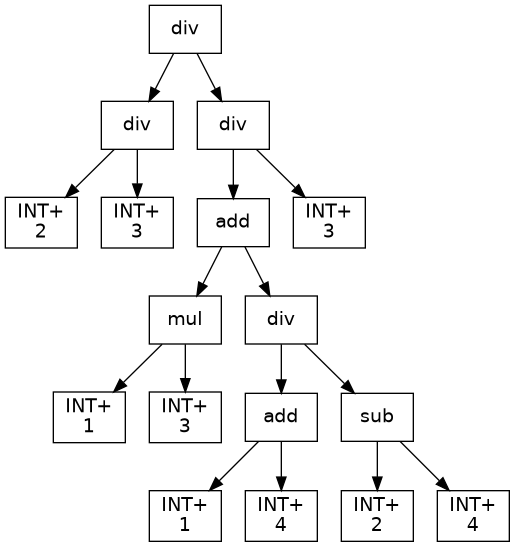 div
div
div
INT+
2
INT+
3
add
INT+
3
mul
div
INT+
1
INT+
3
add
sub
INT+
1
INT+
4
INT+
2
INT+
4